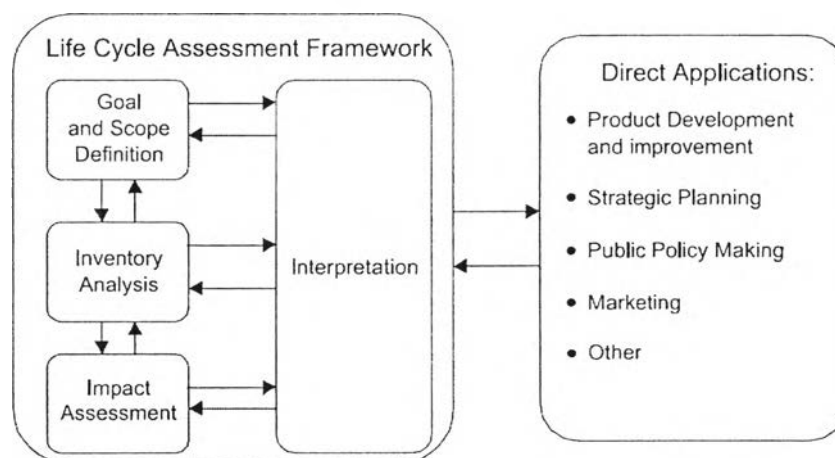 Life Cycle Assessment Framework
Goal
and Scope
Definition
Inventory
Analysis
Impact
Assessment
Interpretation
Direct Applications:
• Product Development
and improvement
• Strategic Planning
• Public Policy Making
• Marketing
• Other